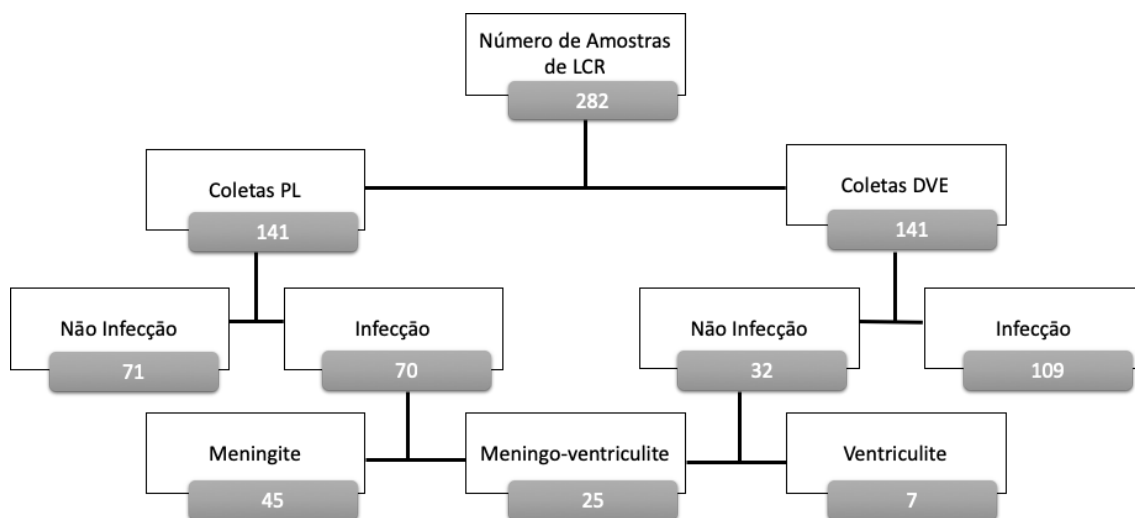 Número de Amostras
de LCR
282
Coletas PL
141
Coletas DVE
141
Não Infecção
71
Infecção
70
Não Infecção
32
Infecção
109
Meningite
45
Meningo-ventriculite
25
Ventriculite
7